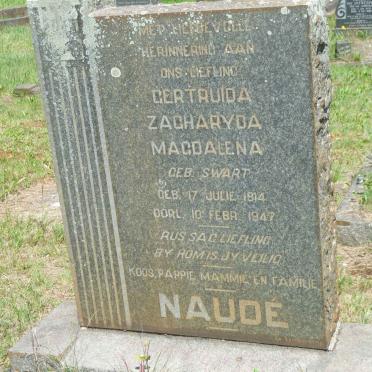 MET LIEFDEVOLLE
HERINNERING AAN
ONS LIEFLING
GERTRUIDA
ZACHARYDA
MAGDALENA
GEB. SWART
GEB. 17 JULIE 1914
OORL. 10 FEBR. 1947
RUS SAG LIEFLING
BY HOM IS JY VEILIG
KOOS, PAPPIE, MAMMIE EN FAMILIE
NAUDÉ